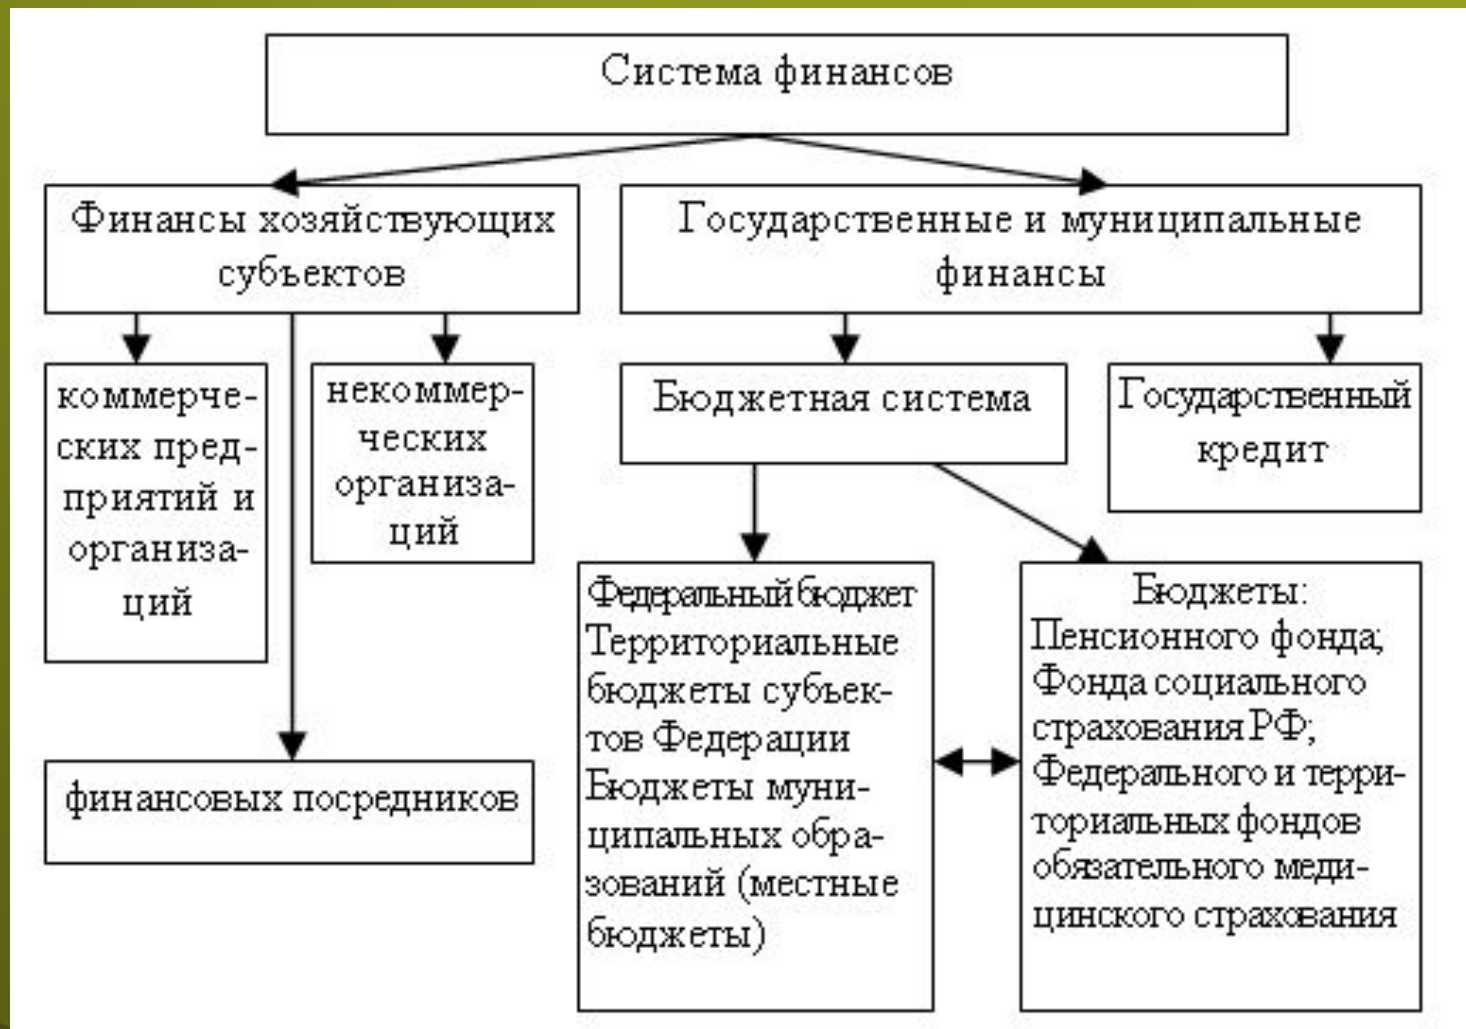 Система финансов
Финансы хозяйствующих
субъектов
Государственные и муниципальные
финансы
коммерче-
ских пред-
приятий и
организа-
ций
некоммер-
ческих
организа-
ций
финансовых посредников
Бюджетная система
Государственный
кредит
Федеральный бюджет
Территориальные
бюджеты субъек-
тов Федерации
Бюджеты муни-
ципальных обра-
зований (местные
бюджеты)
Бюджеты:
Пенсионного фонда;
Фонда социального
страхования РФ;
Федерального и терри-
ториальных фондов
обязательного меди-
цинского страхования